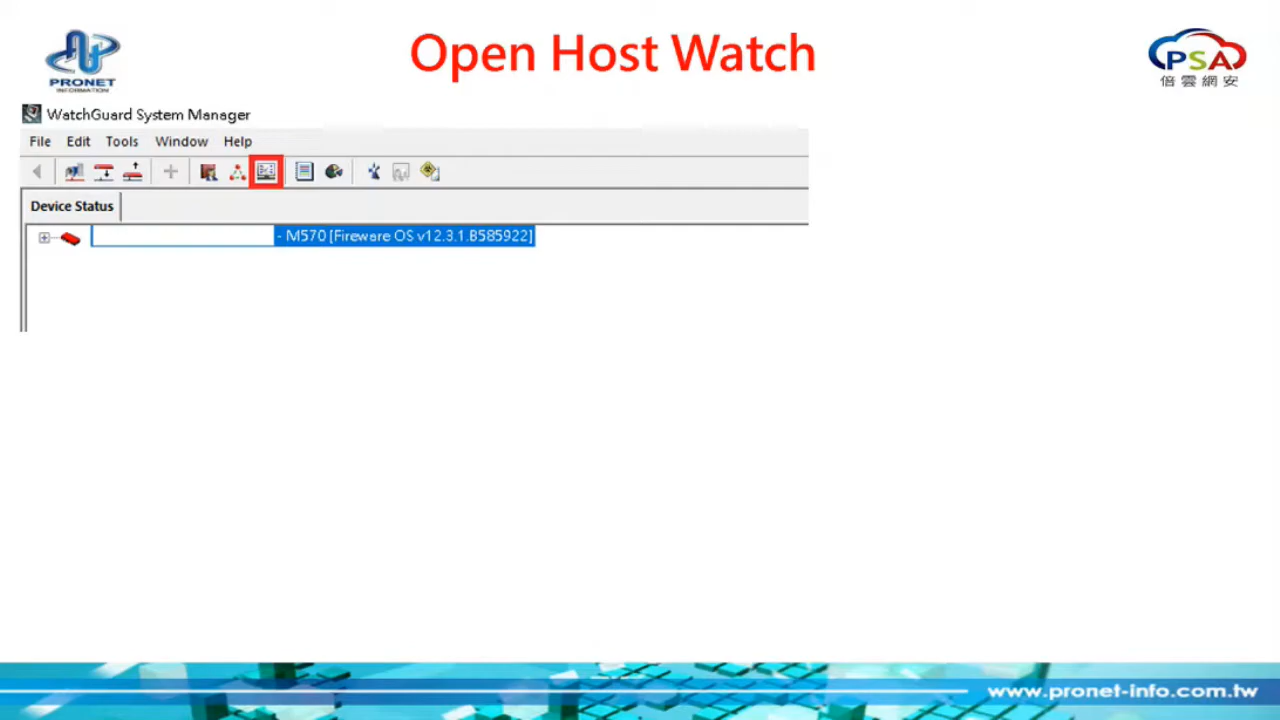 Open Host Watch
PRONET
INFORMATION
PSA
倍雲網安
WatchGuard System Manager
File Edit Tools Window Help
Device Status
- M570 [Fireware OS v12.3.1.B585922]
www.pronet-info.com.tw